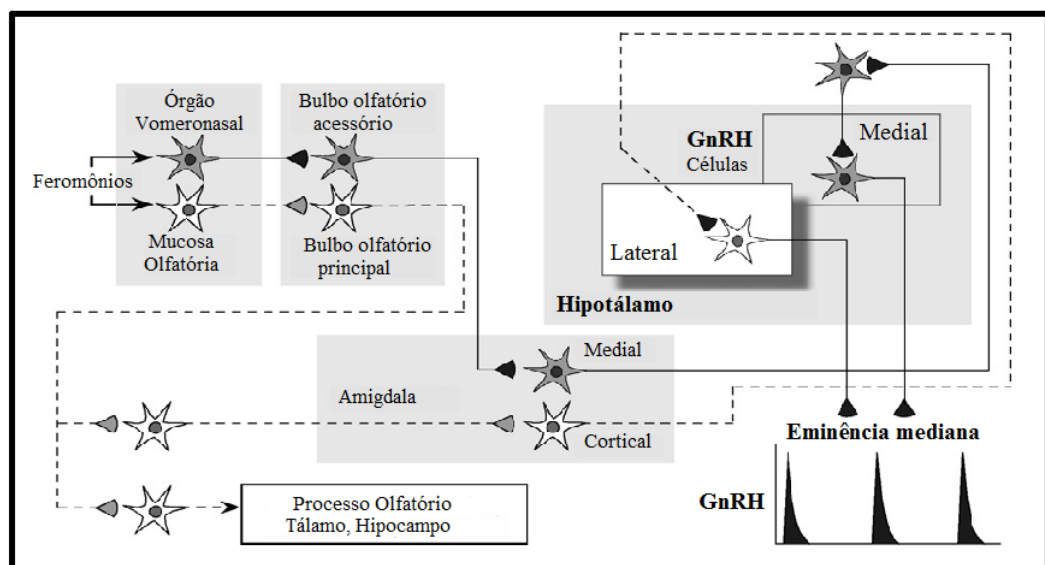 Órgão
Vomeronasal
Bulbo olfatório
acessório
Feromônios
Mucosa
Olfatória
Bulbo olfatório
principal
GnRH
Células
Medial
Lateral
Hipotálamo
Medial
Amigdala
Cortical
Eminência mediana
GnRH
Processo Olfatório
Tálamo, Hipocampo